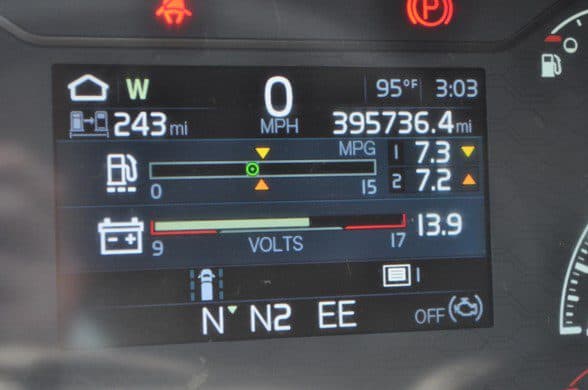 P
W 0 95°F 3:03
243 mi MPH 395736.4 mi
MPG 1 7.3
0 15 2 7.2
9 VOLTS 17 13.9
1
N N2 EE OFF